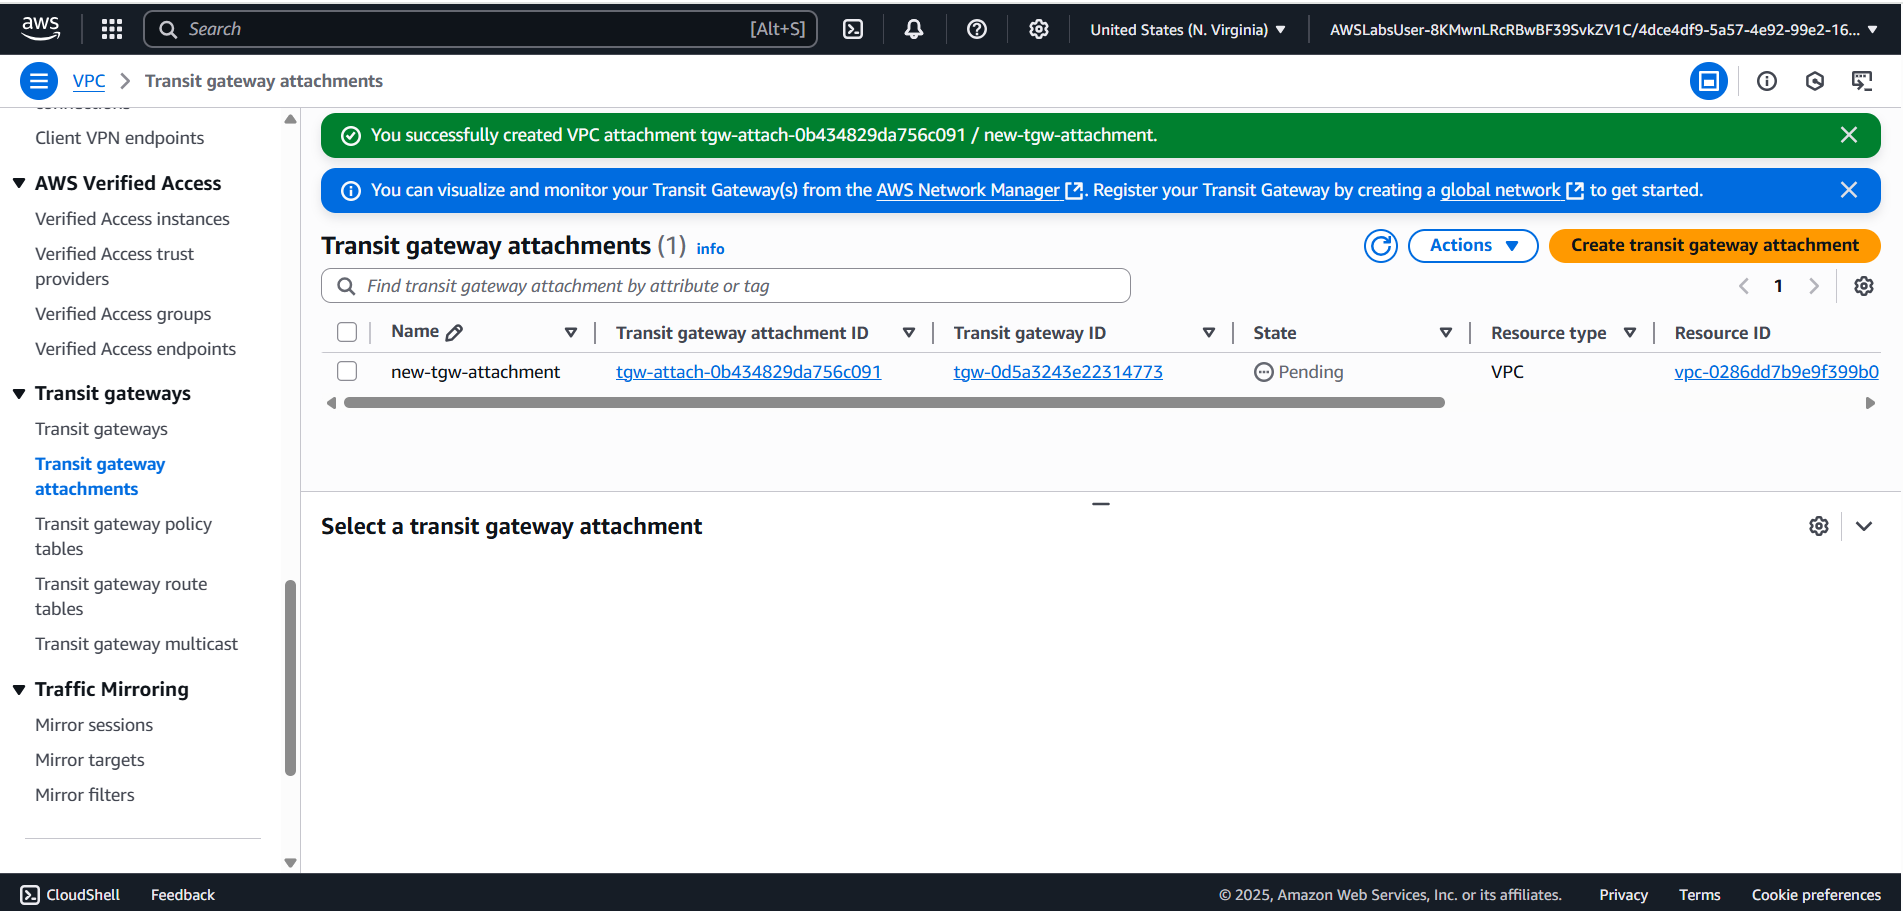 aws
Search [Alt+S]
United States (N. Virginia)
AWSLabsUser-8KMwnLRcRBwBF39SvkZV1C/4dce4df9-5a57-4e92-99e2-16...
VPC
Transit gateway attachments
connections
Client VPN endpoints
AWS Verified Access
Verified Access instances
Verified Access trust
providers
Verified Access groups
Verified Access endpoints
Transit gateways
Transit gateways
Transit gateway
attachments
Transit gateway policy
tables
Transit gateway route
tables
Transit gateway multicast
Traffic Mirroring
Mirror sessions
Mirror targets
Mirror filters
You successfully created VPC attachment tgw-attach-0b434829da756c091 / new-tgw-attachment.
You can visualize and monitor your Transit Gateway(s) from the AWS Network Manager. Register your Transit Gateway by creating a global network to get started.
Transit gateway attachments (1) info
Actions
Create transit gateway attachment
Find transit gateway attachment by attribute or tag
1
Name Transit gateway attachment ID Transit gateway ID State Resource type Resource ID
new-tgw-attachment tgw-attach-0b434829da756c091 tgw-0d5a3243e22314773 Pending VPC vpc-0286dd7b9e9f399b0
Select a transit gateway attachment
CloudShell Feedback
© 2025, Amazon Web Services, Inc. or its affiliates. Privacy Terms Cookie preferences